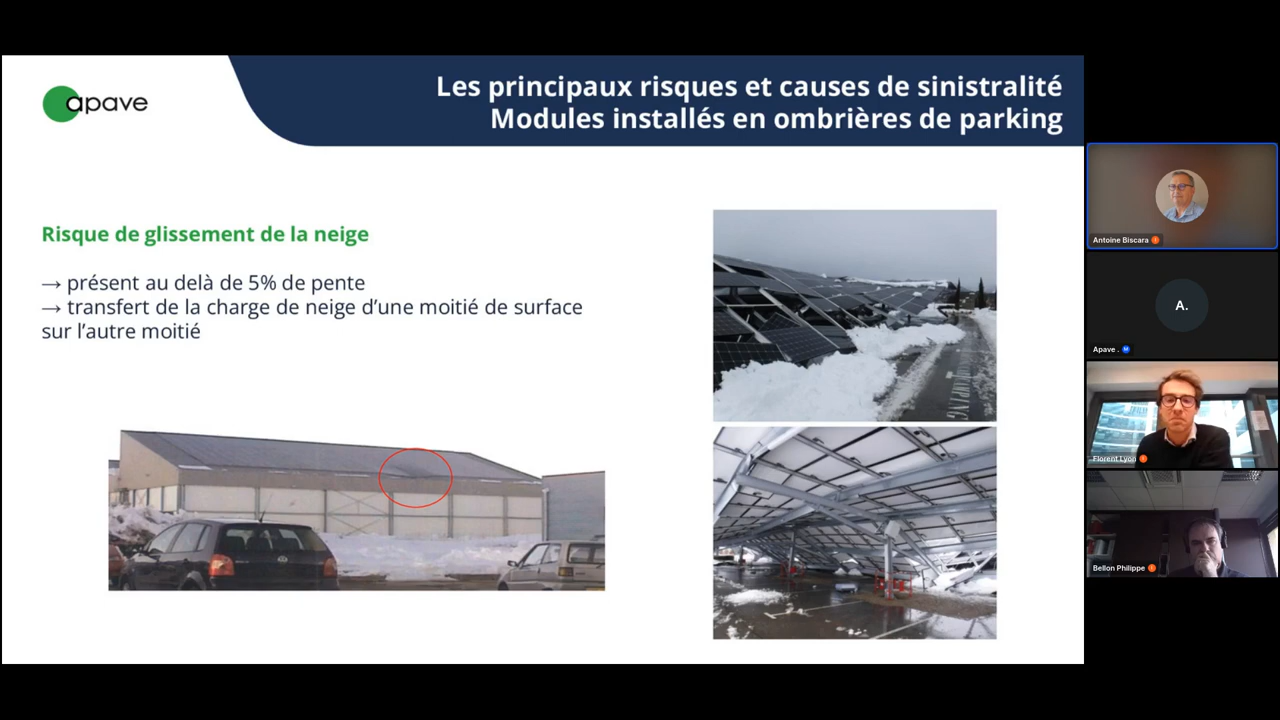 apave
Les principaux risques et causes de sinistralité
Modules installés en ombrières de parking
Risque de glissement de la neige
→ présent au delà de 5% de pente
→ transfert de la charge de neige d’une moitié de surface
sur l’autre moitié
Antoine Biscara
A.
Apave .
Florent Lyon
Bellon Philippe